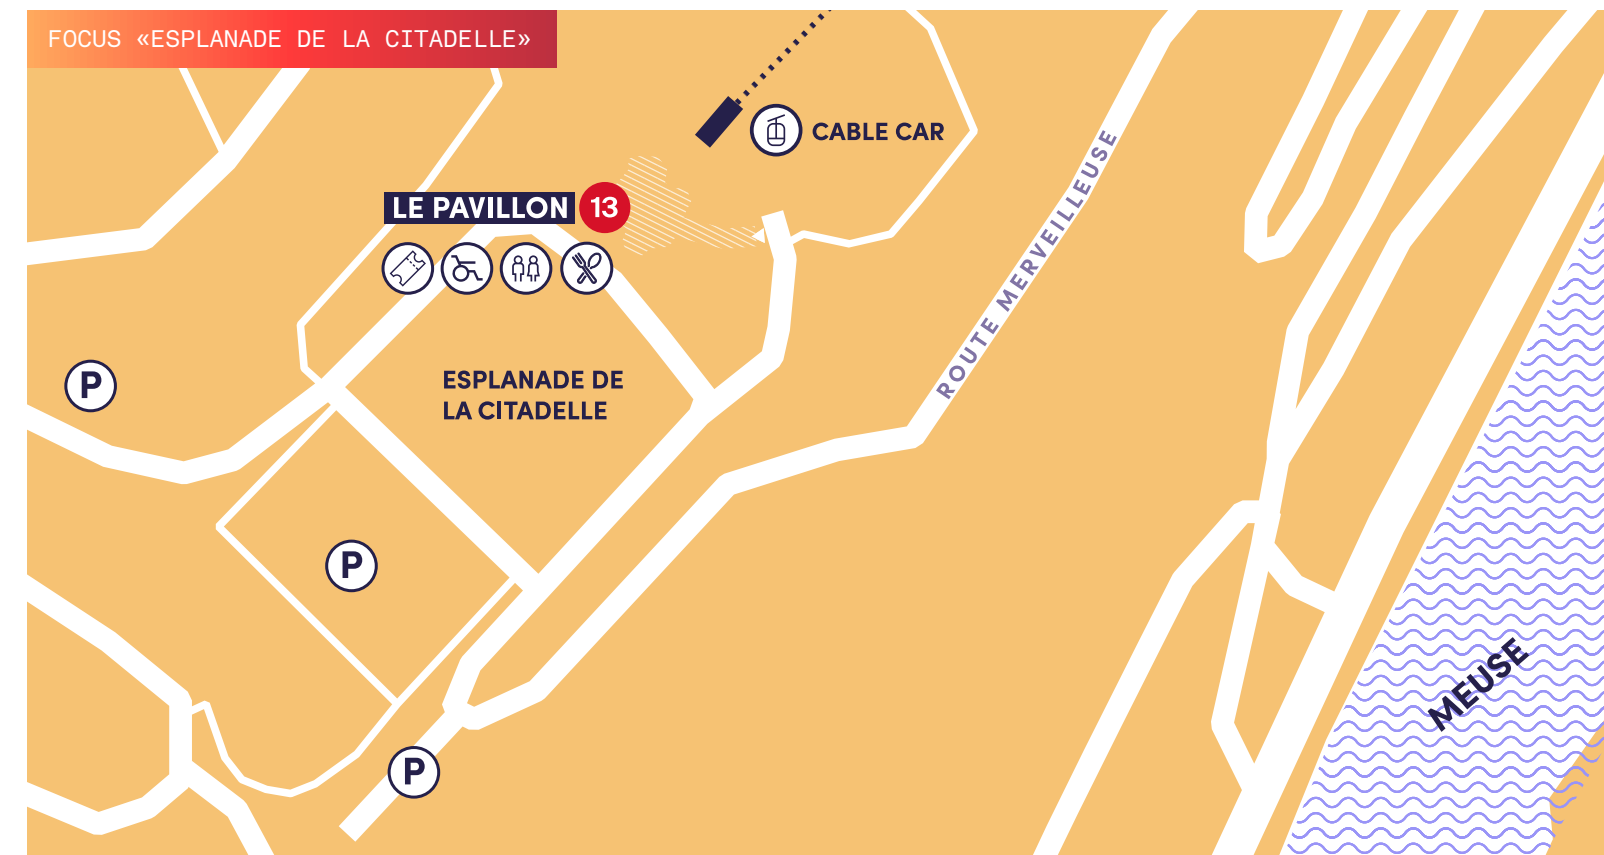 FOCUS «ESPLANADE DE LA CITADELLE»
CABLE CAR
LE PAVILLON 13
ROUTE MERVEILLEUSE
P
ESPLANADE DE
LA CITADELLE
P
MEUSE
P